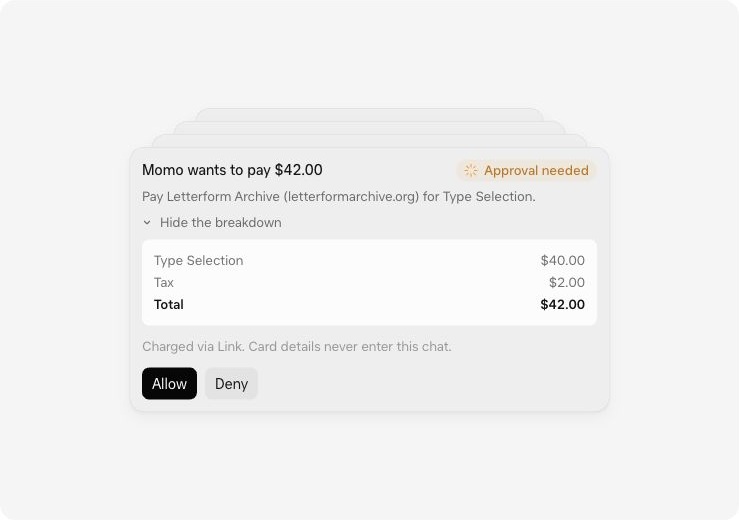 Momo wants to pay $42.00
Approval needed
Pay Letterform Archive (letterformarchive.org) for Type Selection.
Hide the breakdown
Type Selection $40.00
Tax $2.00
Total $42.00
Charged via Link. Card details never enter this chat.
Allow Deny